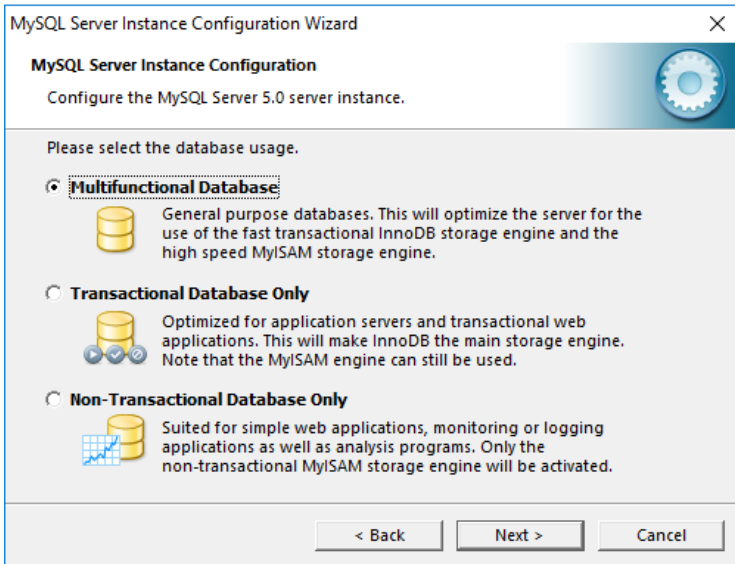 MySQL Server Instance Configuration Wizard
MySQL Server Instance Configuration
Configure the MySQL Server 5.0 server instance.
Please select the database usage.
Multifunctional Database
General purpose databases. This will optimize the server for the
use of the fast transactional InnoDB storage engine and the
high speed MyISAM storage engine.
Transactional Database Only
Optimized for application servers and transactional web
applications. This will make InnoDB the main storage engine.
Note that the MyISAM engine can still be used.
Non-Transactional Database Only
Suited for simple web applications, monitoring or logging
applications as well as analysis programs. Only the
non-transactional MyISAM storage engine will be activated.
< Back Next > Cancel